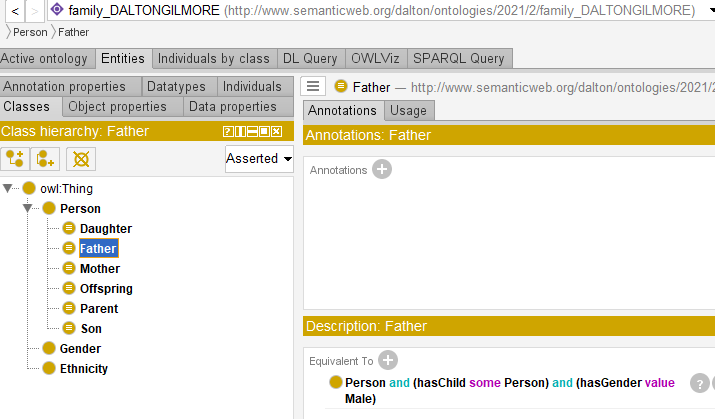 < > family_DALTONGILMORE (http://www.semanticweb.org/dalton/ontologies/2021/2/family_DALTONGILMORE)
Person Father
Active ontology Entities Individuals by class DL Query OWLViz SPARQL Query
Annotation properties Datatypes Individuals
Classes Object properties Data properties
Class hierarchy: Father
Asserted
owl:Thing
Person
Daughter
Father
Mother
Offspring
Parent
Son
Gender
Ethnicity
Father — http://www.semanticweb.org/dalton/ontologies/2021/2
Annotations Usage
Annotations: Father
Annotations
Description: Father
Equivalent To
Person and (hasChild some Person) and (hasGender value
Male)